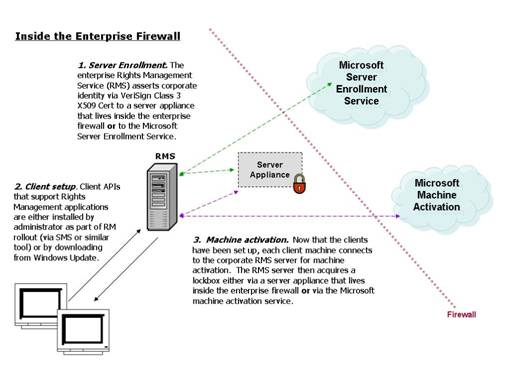 Inside the Enterprise Firewall
1. Server Enrollment. The
enterprise Rights Management
Service (RMS) asserts corporate
identity via VeriSign Class 3
X509 Cert to a server appliance
that lives inside the enterprise
firewall or to the Microsoft
Server Enrollment Service.
Microsoft
Server
Enrollment
Service
RMS
Server
Appliance
2. Client setup. Client APIs
that support Rights
Management applications
are either installed by
administrator as part of RM
rollout (via SMS or similar
tool) or by downloading
from Windows Update.
Microsoft
Machine
Activation
3. Machine activation. Now that the clients
have been set up, each client machine connects
to the corporate RMS server for machine
activation. The RMS server then acquires a
lockbox either via a server appliance that lives
inside the enterprise firewall or via the Microsoft
machine activation service.
Firewall